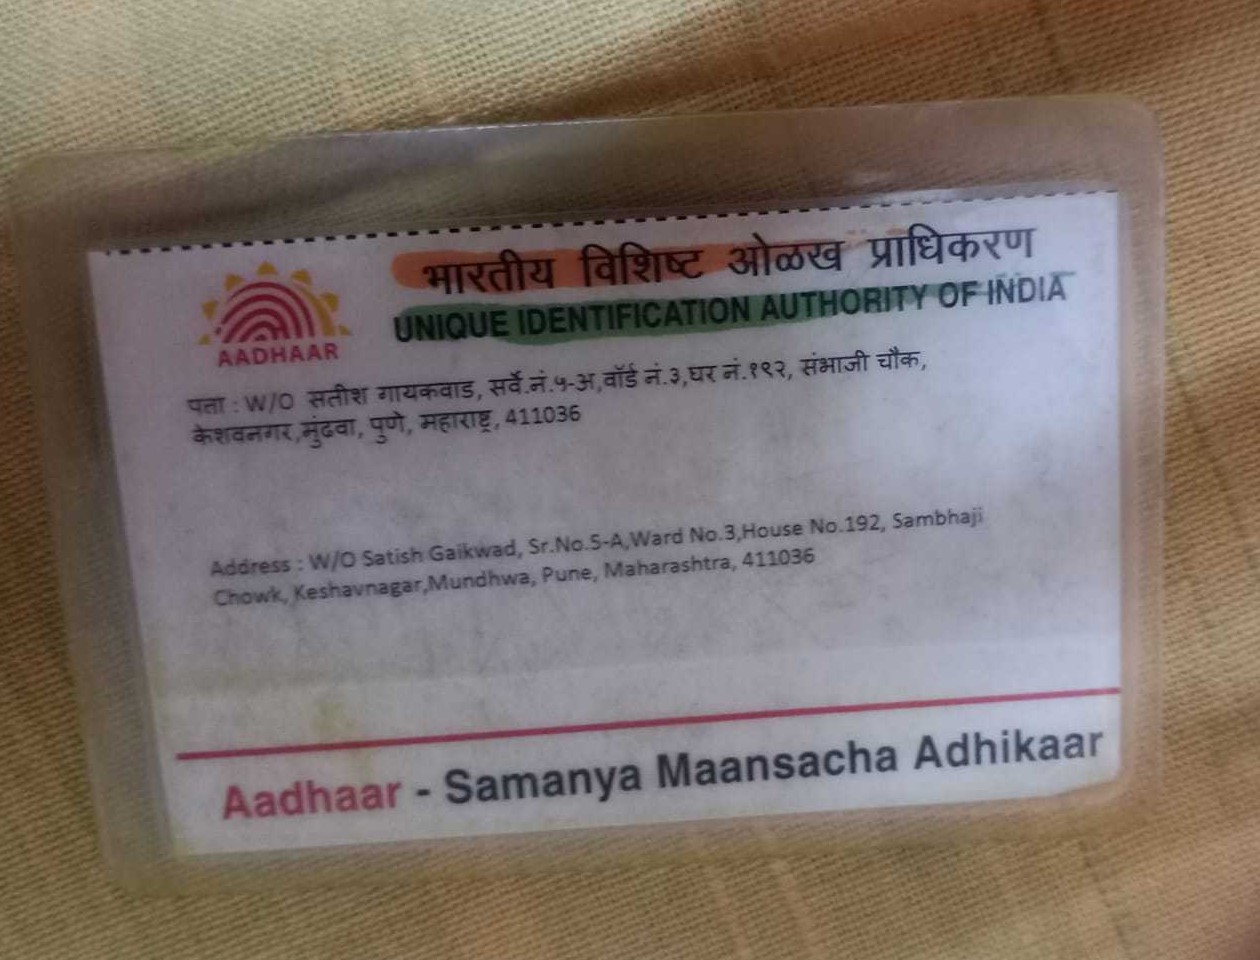 भारतीय विशिष्ट ओळख प्राधिकरण
UNIQUE IDENTIFICATION AUTHORITY OF INDIA
AADHAAR
पत्ता : W/O सतीश गायकवाड, सर्वे.नं.५-अ,वॉर्ड नं.३,घर नं.१९२, संभाजी चौक,
केशवनगर,मुंढवा, पुणे, महाराष्ट्र, 411036
Address : W/O Satish Gaikwad, Sr.No.5-A,Ward No.3,House No.192, Sambhaji
Chowk, Keshavnagar,Mundhwa, Pune, Maharashtra, 411036
Aadhaar - Samanya Maansacha Adhikaar